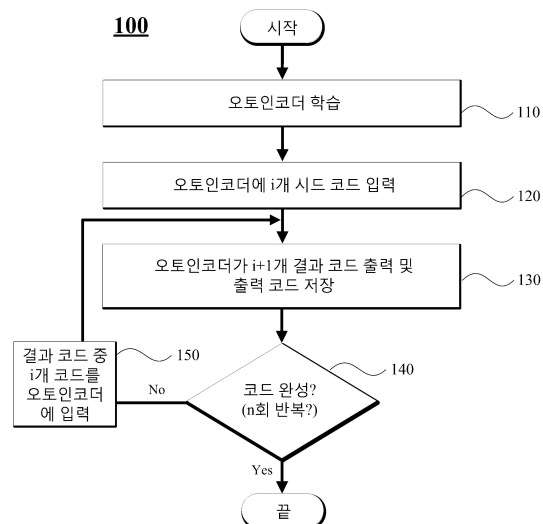 100
시작
오토인코더 학습
110
오토인코더에 i개 시드 코드 입력
120
오토인코더가 i+1개 결과 코드 출력 및
출력 코드 저장
130
결과 코드 중
i개 코드를
오토인코더
에 입력
150
No
코드 완성?
(n회 반복?)
140
Yes
끝